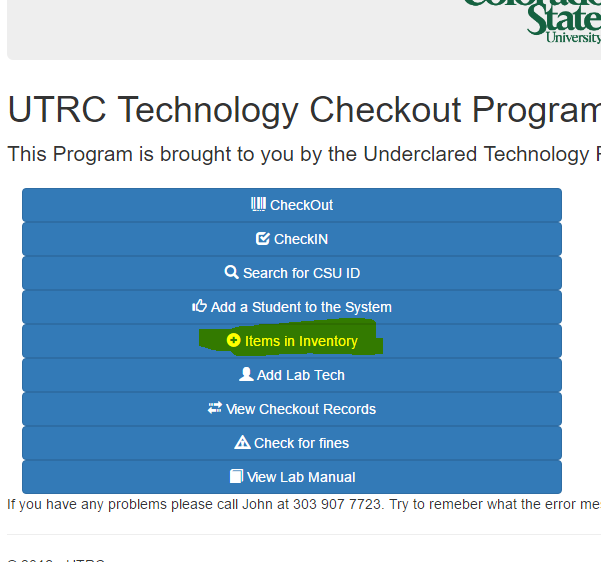 Colorado
State
University
UTRC Technology Checkout Program
This Program is brought to you by the Underclared Technology
CheckOut
CheckIN
Search for CSU ID
Add a Student to the System
Items in Inventory
Add Lab Tech
View Checkout Records
Check for fines
View Lab Manual
If you have any problems please call John at 303 907 7723. Try to remeber what the error me